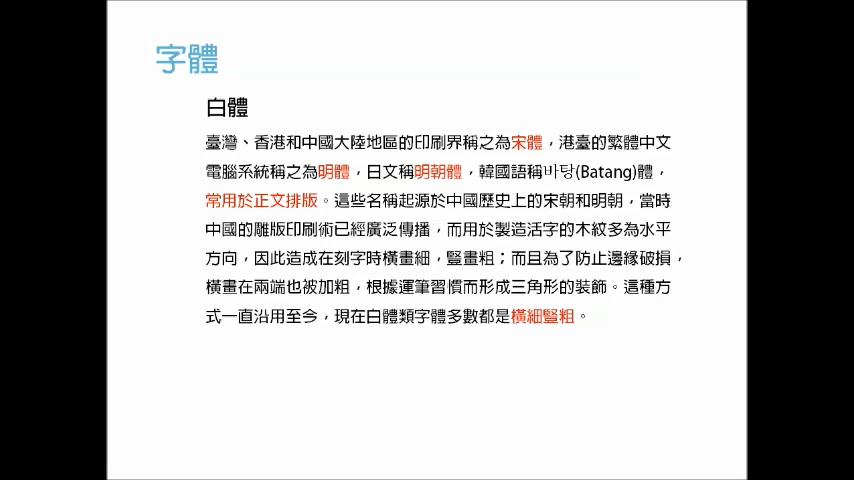 字體
白體
臺灣、香港和中國大陸地區的印刷界稱之為宋體，港臺的繁體中文
電腦系統稱之為明體，日文稱明朝體，韓國語稱바탕(Batang)體，
常用於正文排版。這些名稱起源於中國歷史上的宋朝和明朝，當時
中國的雕版印刷術已經廣泛傳播，而用於製造活字的木紋多為水平
方向，因此造成在刻字時橫畫細，豎畫粗；而且為了防止邊緣破損，
橫畫在兩端也被加粗，根據運筆習慣而形成三角形的裝飾。這種方
式一直沿用至今，現在白體類字體多數都是橫細豎粗。